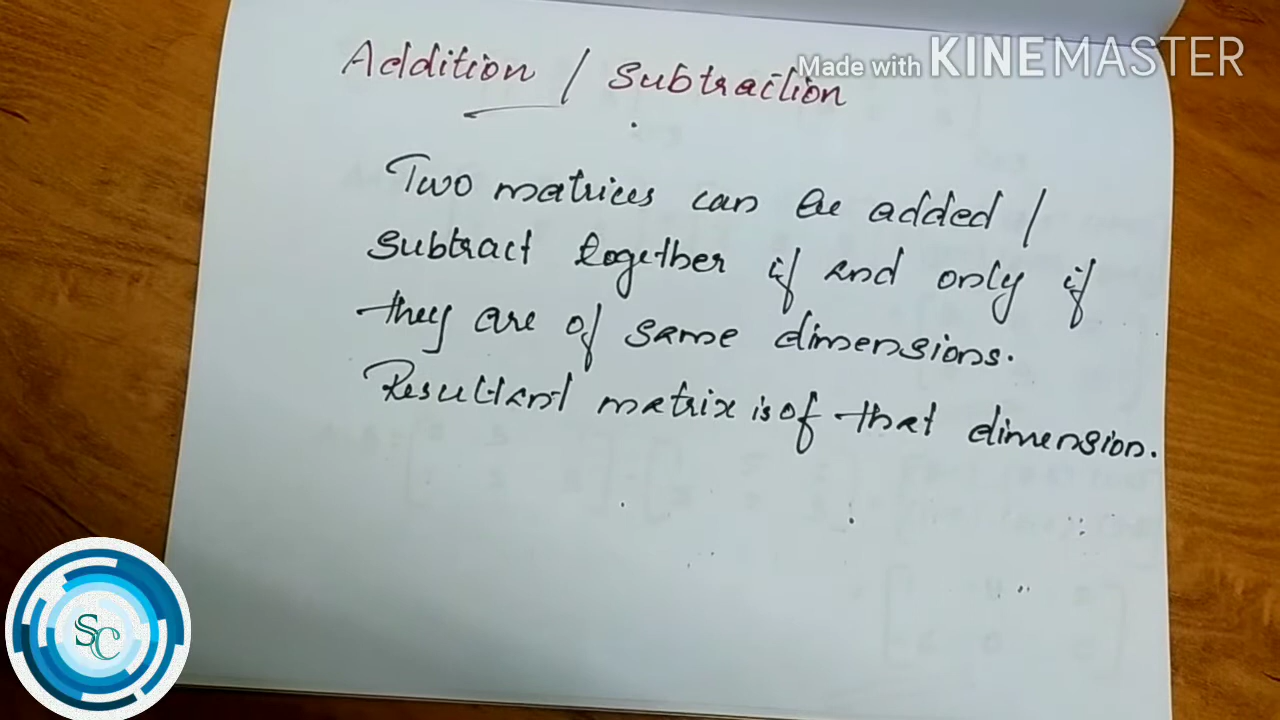 Addition / Subtraction
Made with KINEMASTER
Two matrices can be added /
subtract together if and only if
they are of same dimensions.
Resultant matrix is of that dimension.
SC